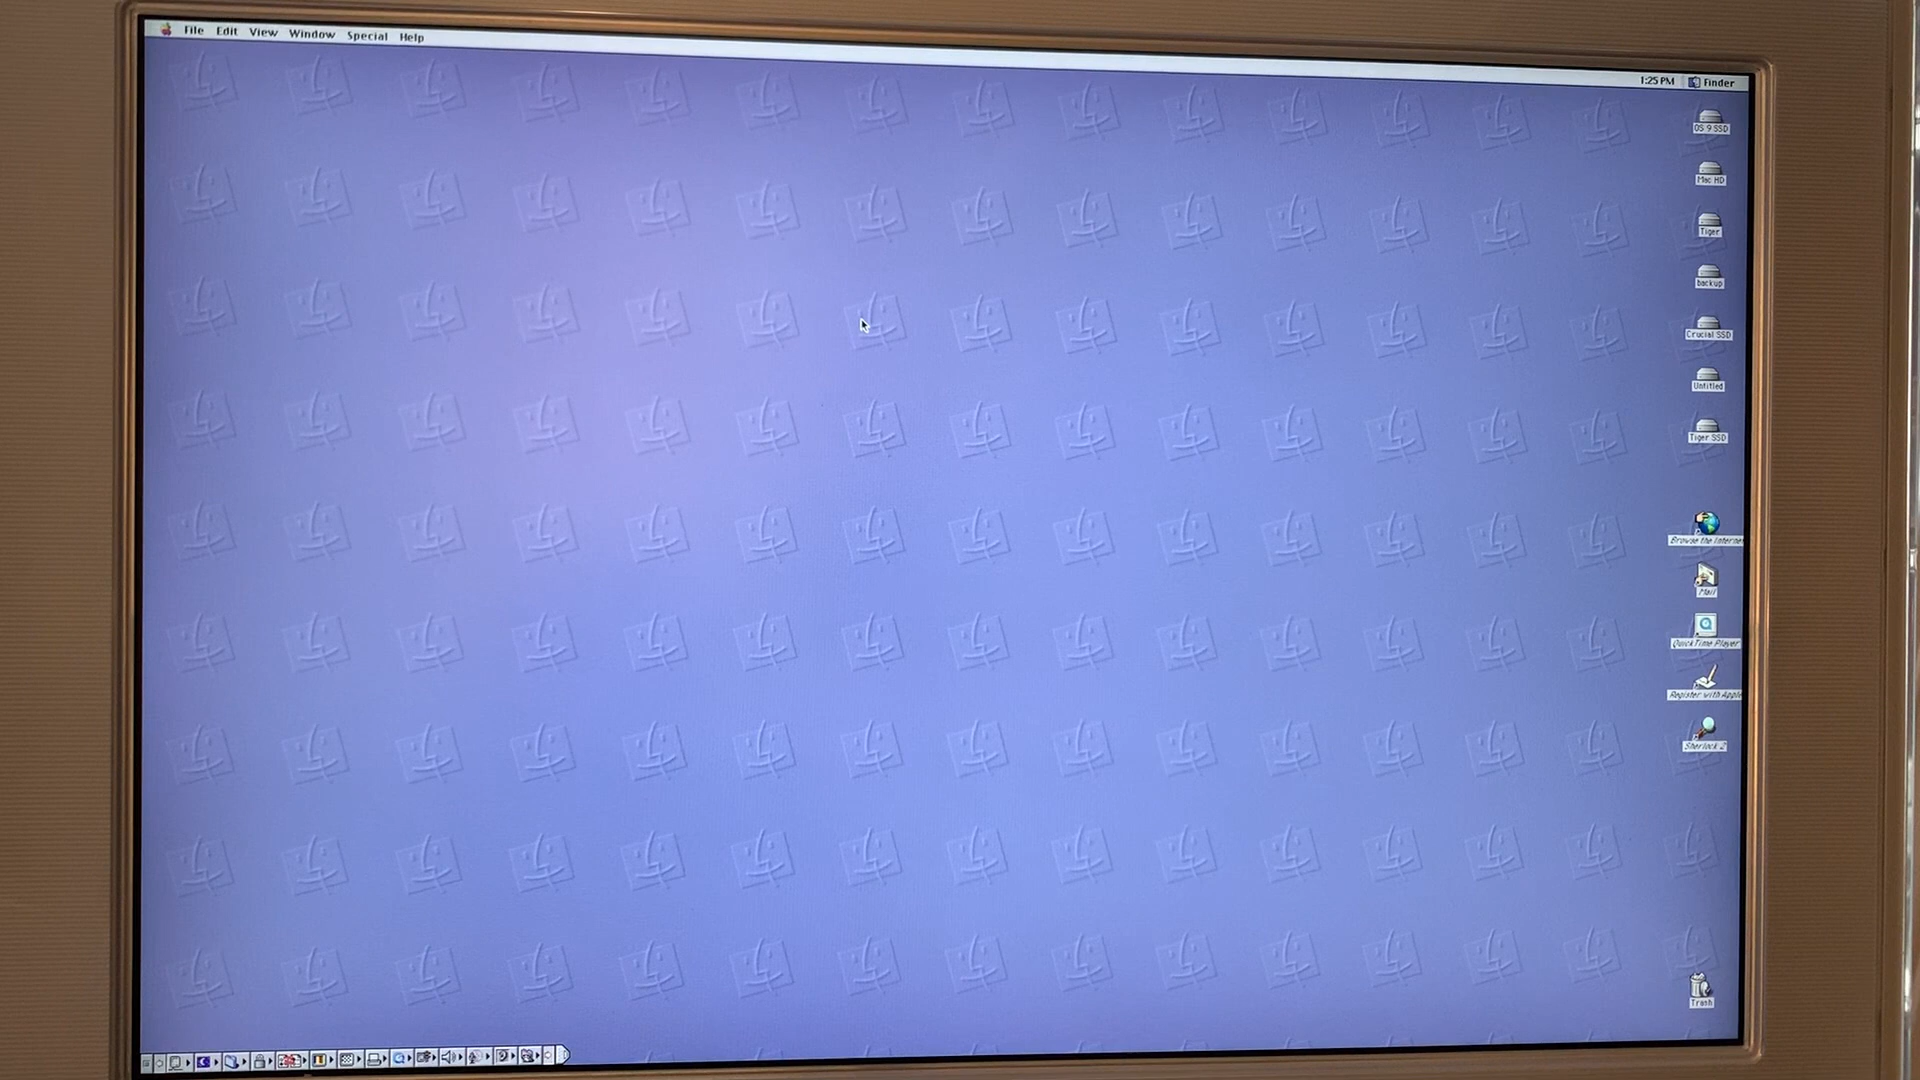 File Edit View Window Special Help
1:25 PM Finder
OS 9 SSD
Mac HD
Tiger
backup
Crucial SSD
Untitled
Tiger SSD
Browse the Internet
Mail
QuickTime Player
Register with Apple
Sherlock 2
Trash